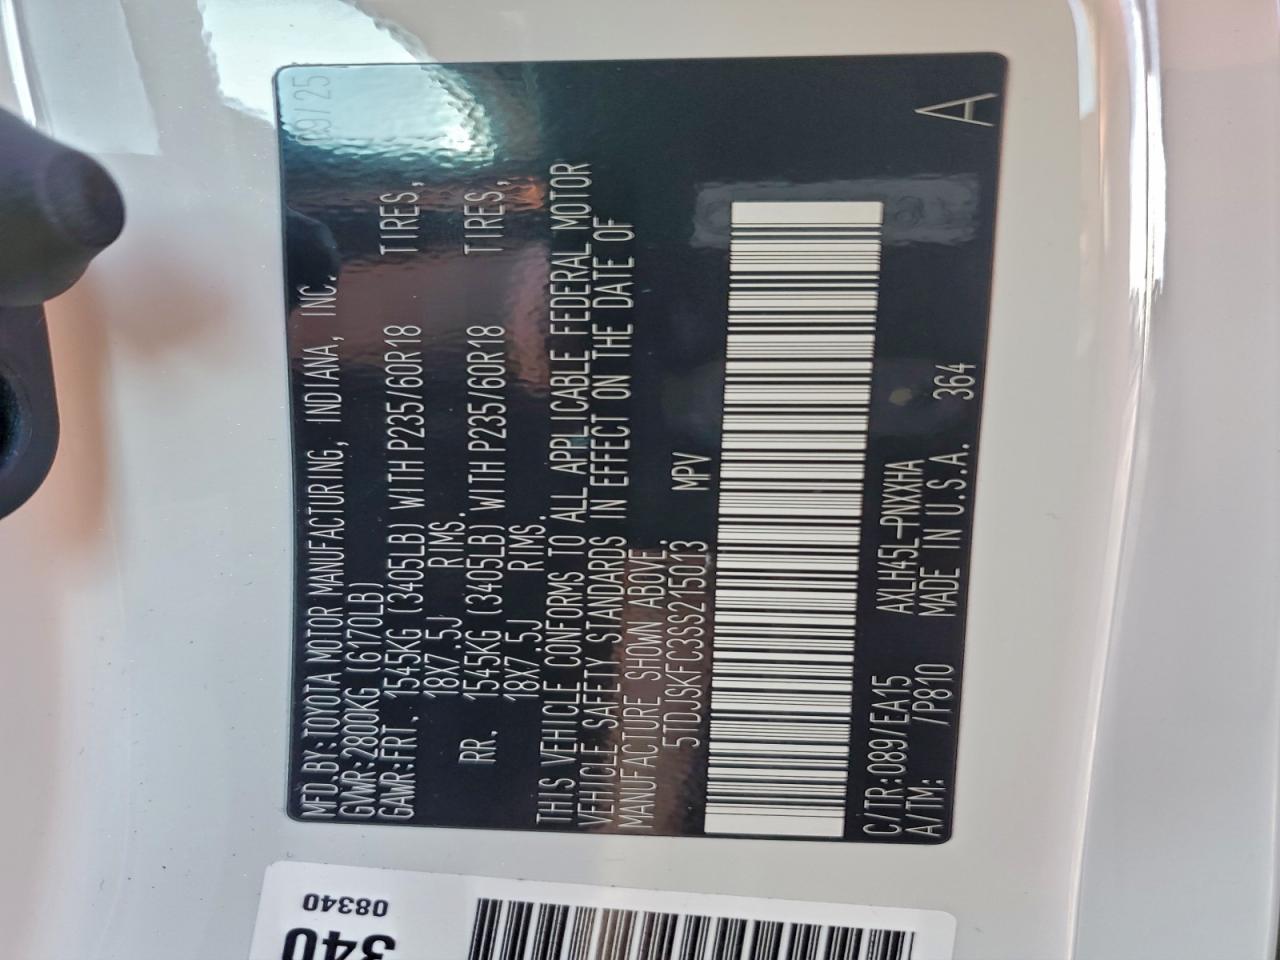 09/25
MFD.BY:TOYOTA MOTOR MANUFACTURING, INDIANA, INC.
GVWR:2800KG (6170LB)
GAWR:FRT. 1545KG (3405LB) WITH P235/60R18 TIRES,
18X7.5J RIMS.
RR. 1545KG (3405LB) WITH P235/60R18 TIRES,
18X7.5J RIMS.
THIS VEHICLE CONFORMS TO ALL APPLICABLE FEDERAL MOTOR
VEHICLE SAFETY STANDARDS IN EFFECT ON THE DATE OF
MANUFACTURE SHOWN ABOVE.
5TDJSKFC3SS215013 MPV
C/TR:089/EA15 AXLH45L-PNXXHA
A/TM: /P810 MADE IN U.S.A. 364
A
08340
340